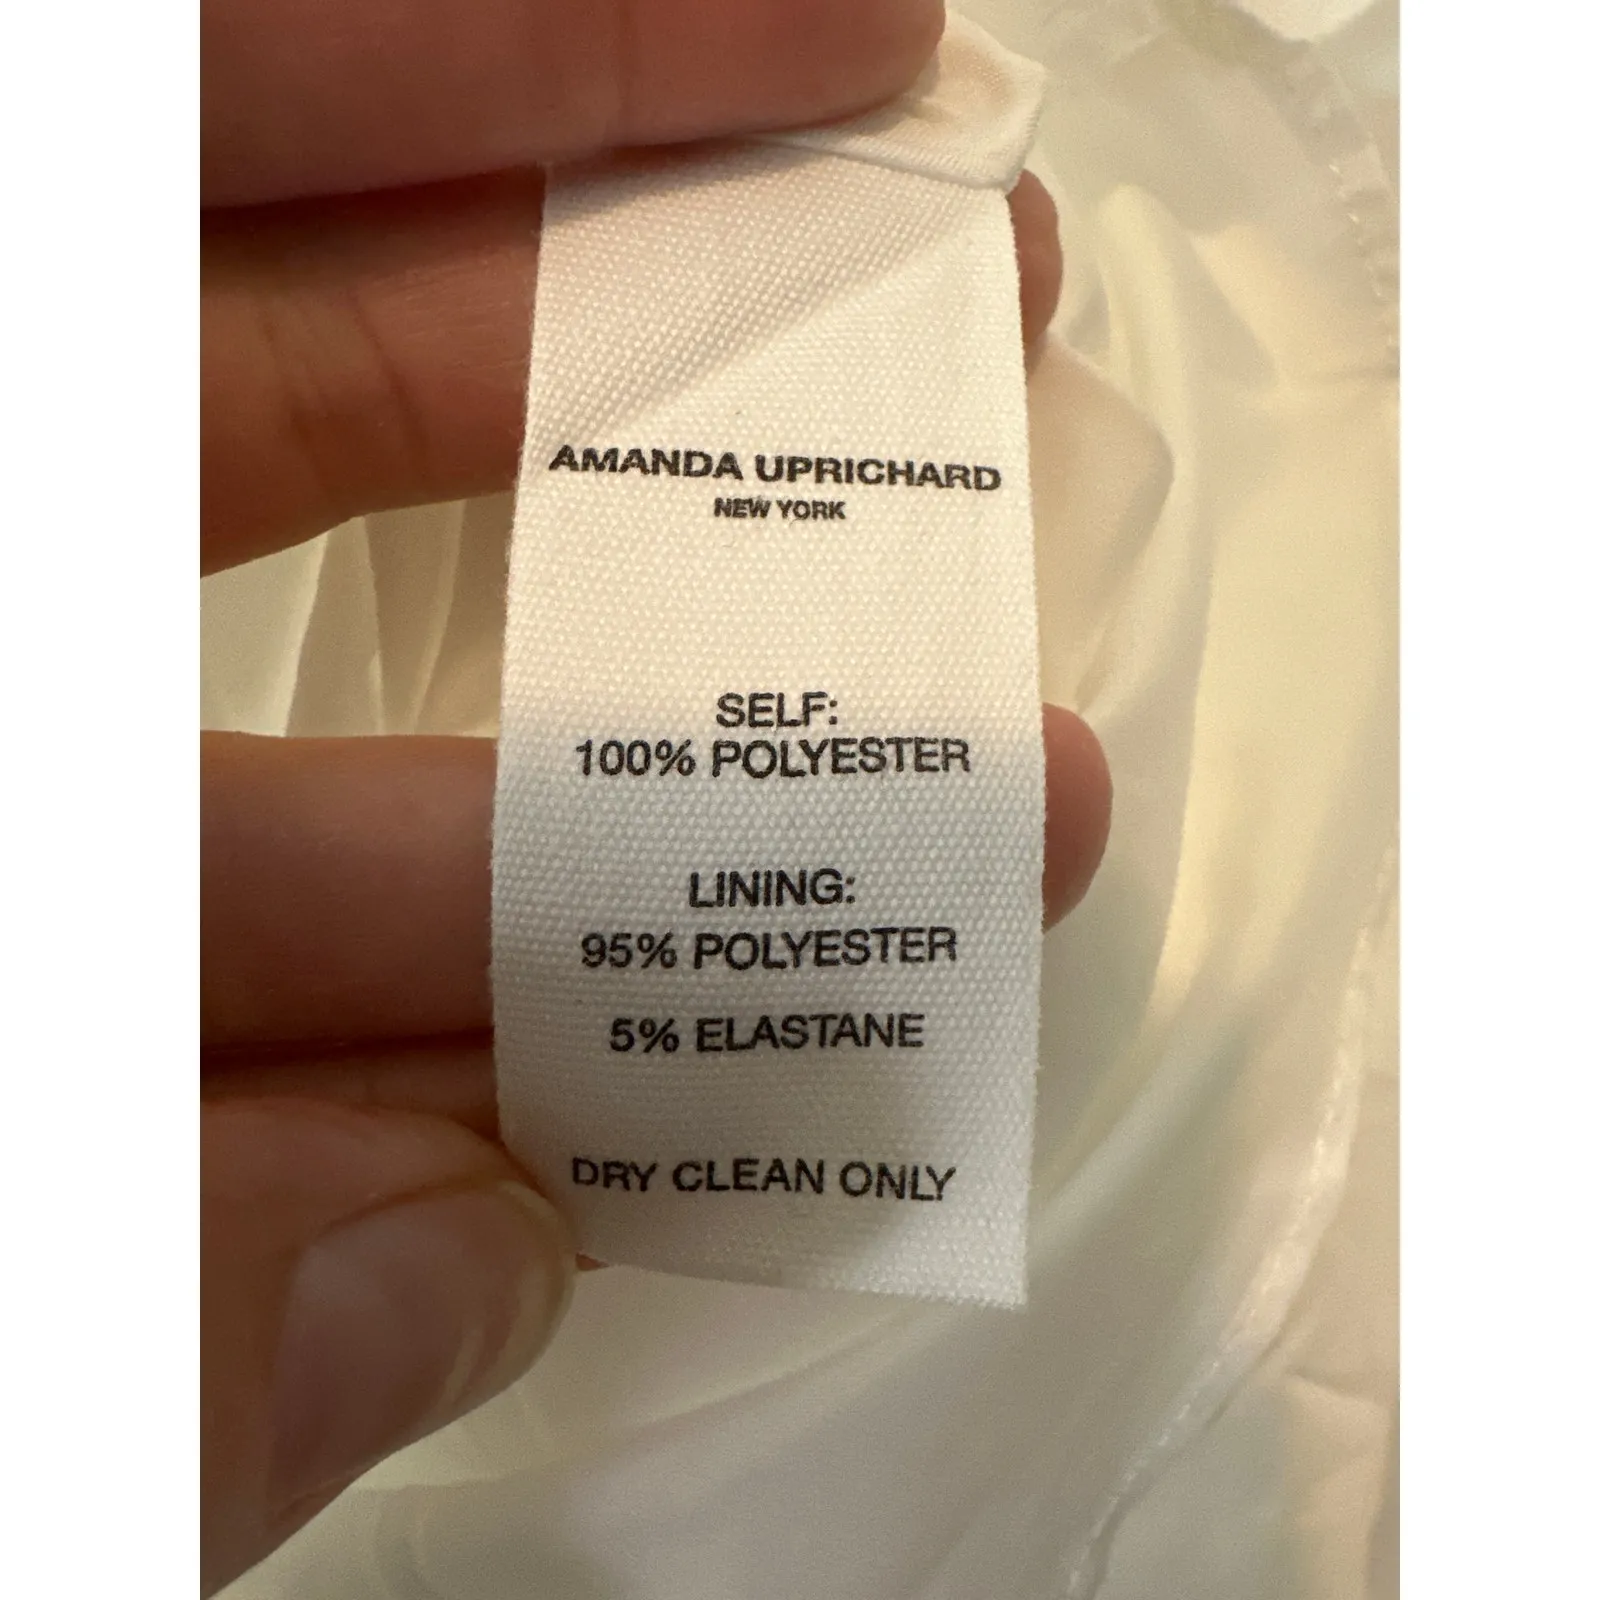 AMANDA UPRICHARD
NEW YORK
SELF:
100% POLYESTER
LINING:
95% POLYESTER
5% ELASTANE
DRY CLEAN ONLY